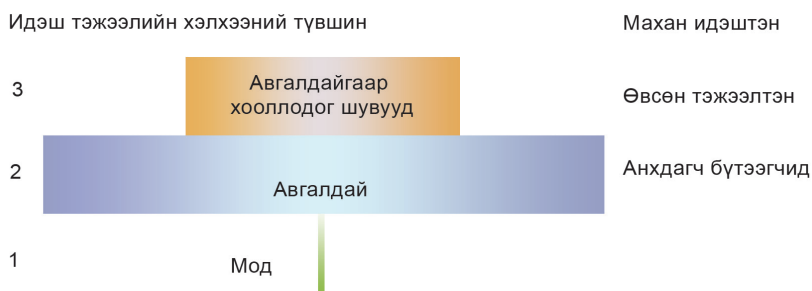 Идэш тэжээлийн хэлхээний түвшин
Махан идэштэн
3
Авгалдайгаар
хооллодог шувууд
Өвсөн тэжээлтэн
2
Авгалдай
Анхдагч бүтээгчид
1
Мод